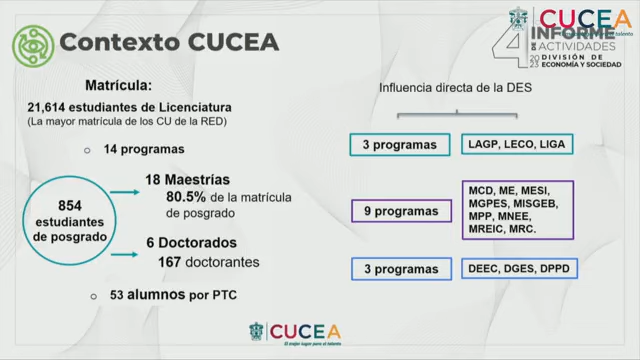 Contexto CUCEA
CUCEA
4 INFORME
DE ACTIVIDADES
2023
DIVISIÓN DE
ECONOMÍA Y SOCIEDAD
Matrícula:
21,614 estudiantes de Licenciatura
(La mayor matrícula de los CU de la RED)
14 programas
854
estudiantes
de posgrado
18 Maestrías
80.5% de la matrícula
de posgrado
6 Doctorados
167 doctorantes
53 alumnos por PTC
Influencia directa de la DES
3 programas
LAGP, LECO, LIGA
9 programas
MCD, ME, MESI,
MGPES, MISGEB,
MPP, MNEE,
MREIC, MRC.
3 programas
DEEC, DGES, DPPD
CUCEA
El mejor lugar para el talento